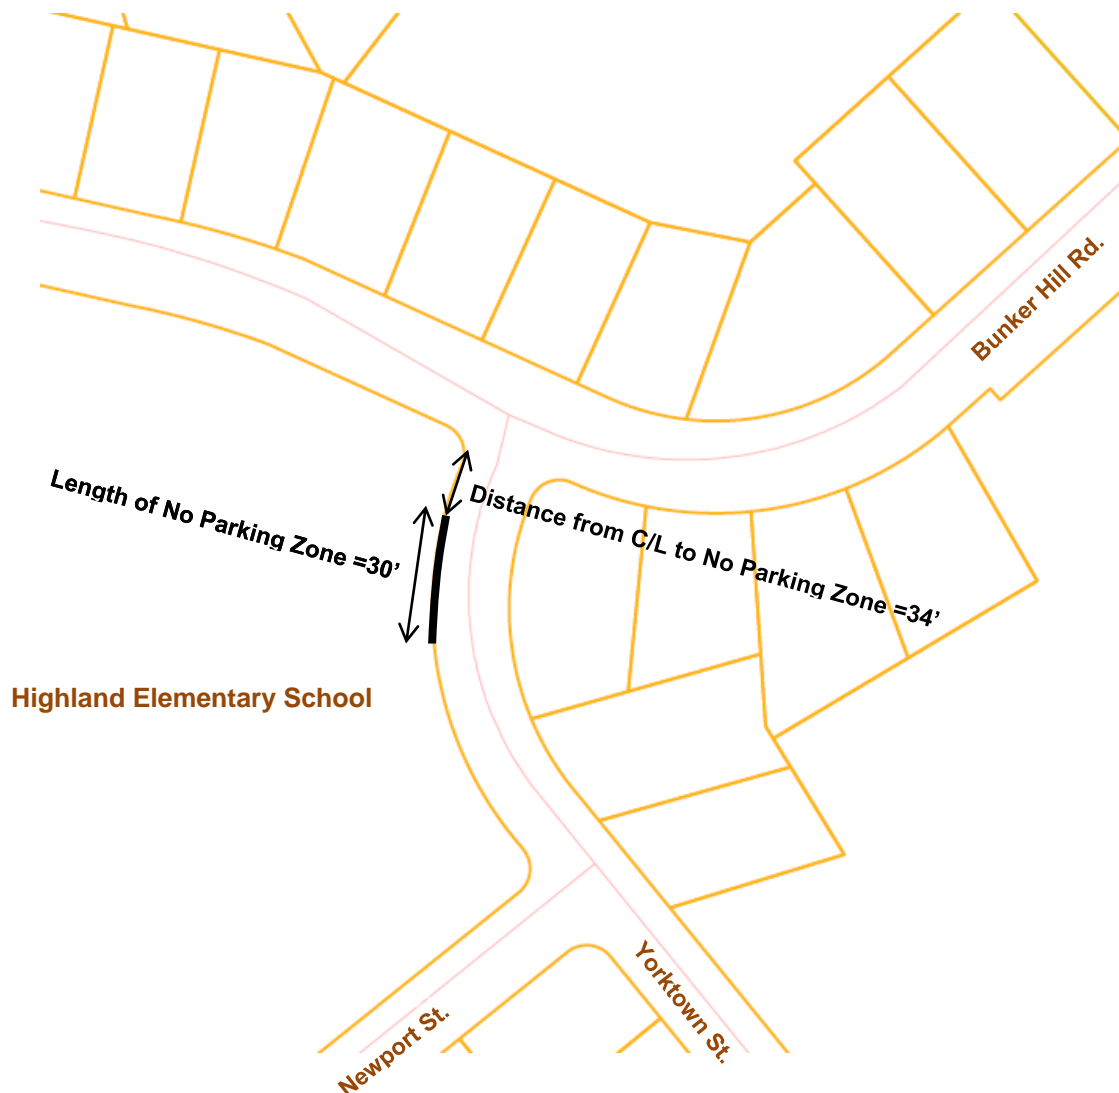 Bunker Hill Rd.
Length of No Parking Zone =30’
Distance from C/L to No Parking Zone =34’
Highland Elementary School
Yorktown St.
Newport St.